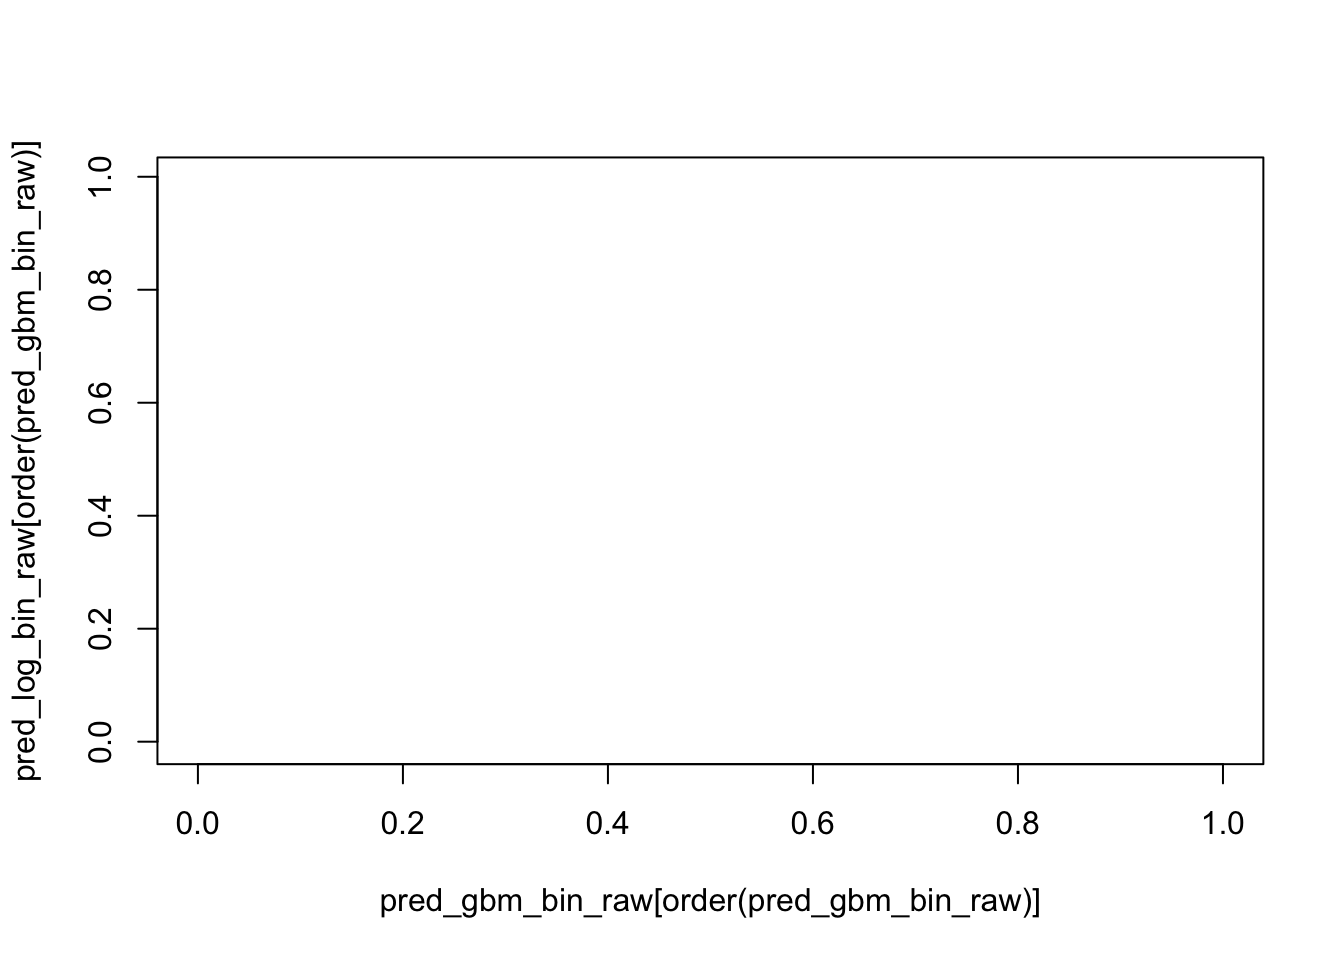 pred_log_bin_raw[order(pred_gbm_bin_raw)]
1.0
0.8
0.6
0.4
0.2
0.0
0.0 0.2 0.4 0.6 0.8 1.0
pred_gbm_bin_raw[order(pred_gbm_bin_raw)]